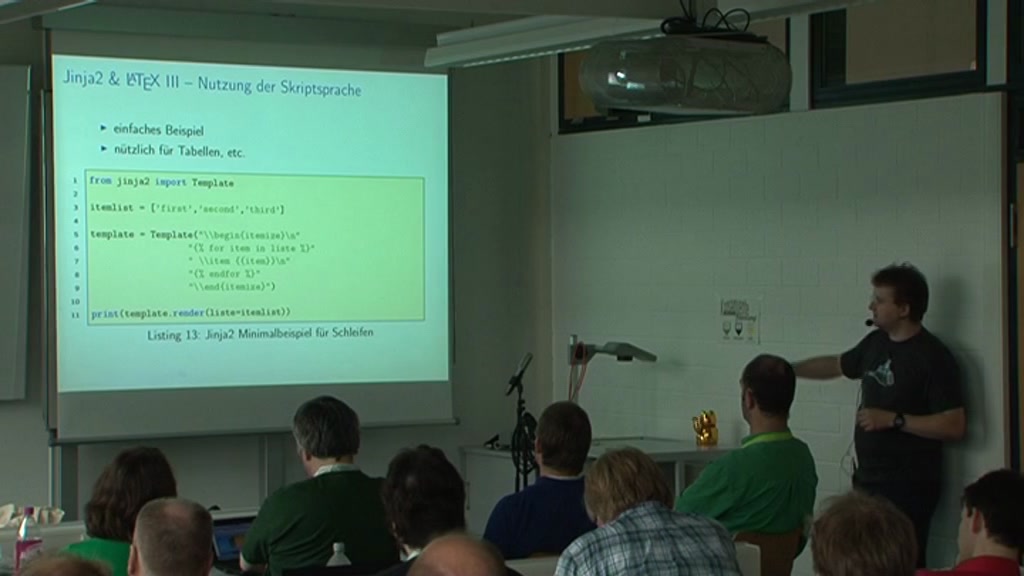 Jinja2 & LATEX III – Nutzung der Skriptsprache
▸ einfaches Beispiel
▸ nützlich für Tabellen, etc.
1 from jinja2 import Template
2
3 itemlist = ['first','second','third']
4
5 template = Template("\\begin{itemize}\n"
6 "{% for item in liste %}"
7 " \\item {{item}}\n"
8 "{% endfor %}"
9 "\\end{itemize}")
10
11 print(template.render(liste=itemlist))
Listing 13: Jinja2 Minimalbeispiel für Schleifen